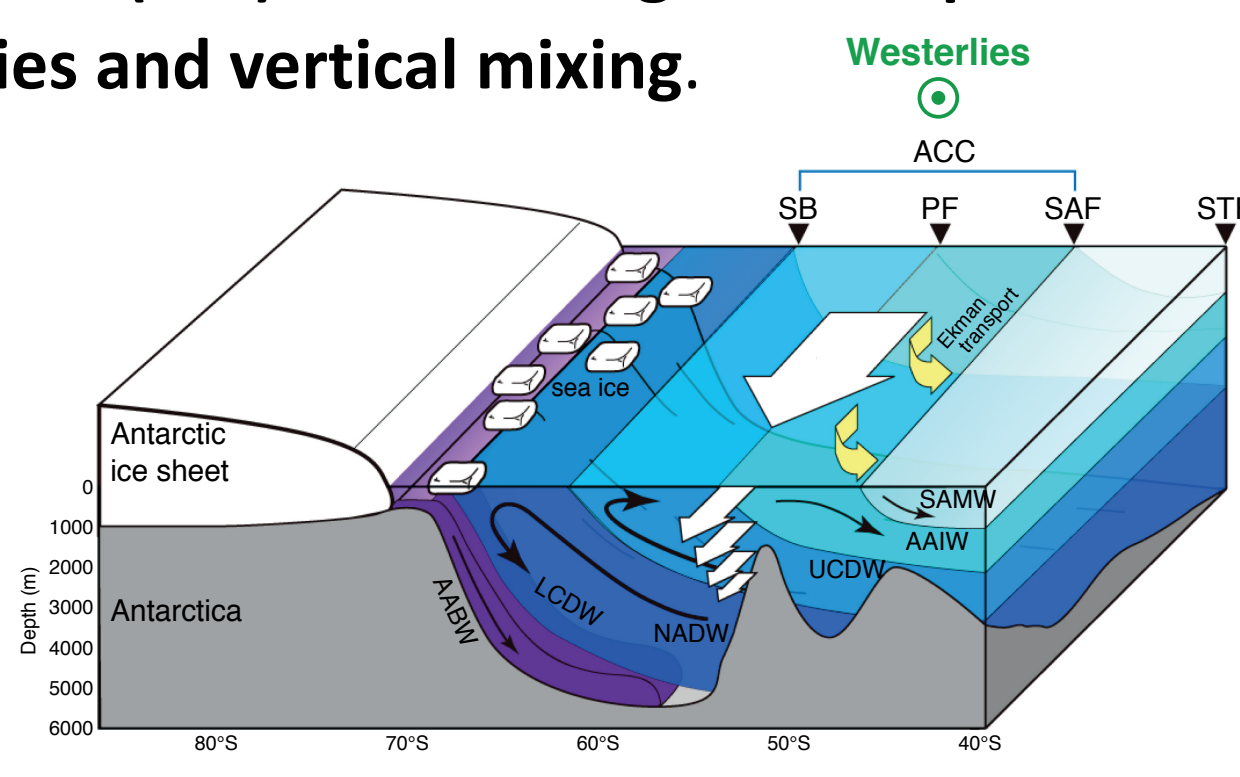 ies and vertical mixing.
Westerlies
ACC
SB PF SAF
Ekman
transport
sea ice
Antarctic
ice sheet
0
1000
2000
3000
4000
5000
6000
Depth (m)
SAMW
AAIW
UCDW
LCDW
NADW
AABW
Antarctica
80°S 70°S 60°S 50°S 40°S